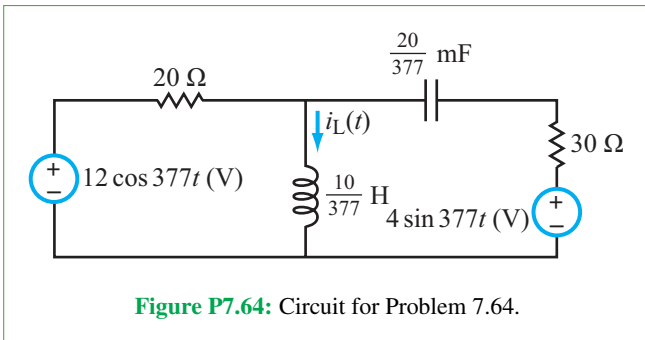 20/377 mF
20 Ω
i_L(t)
30 Ω
+
12 cos 377t (V)
−
10/377 H
+
4 sin 377t (V)
−
Figure P7.64: Circuit for Problem 7.64.